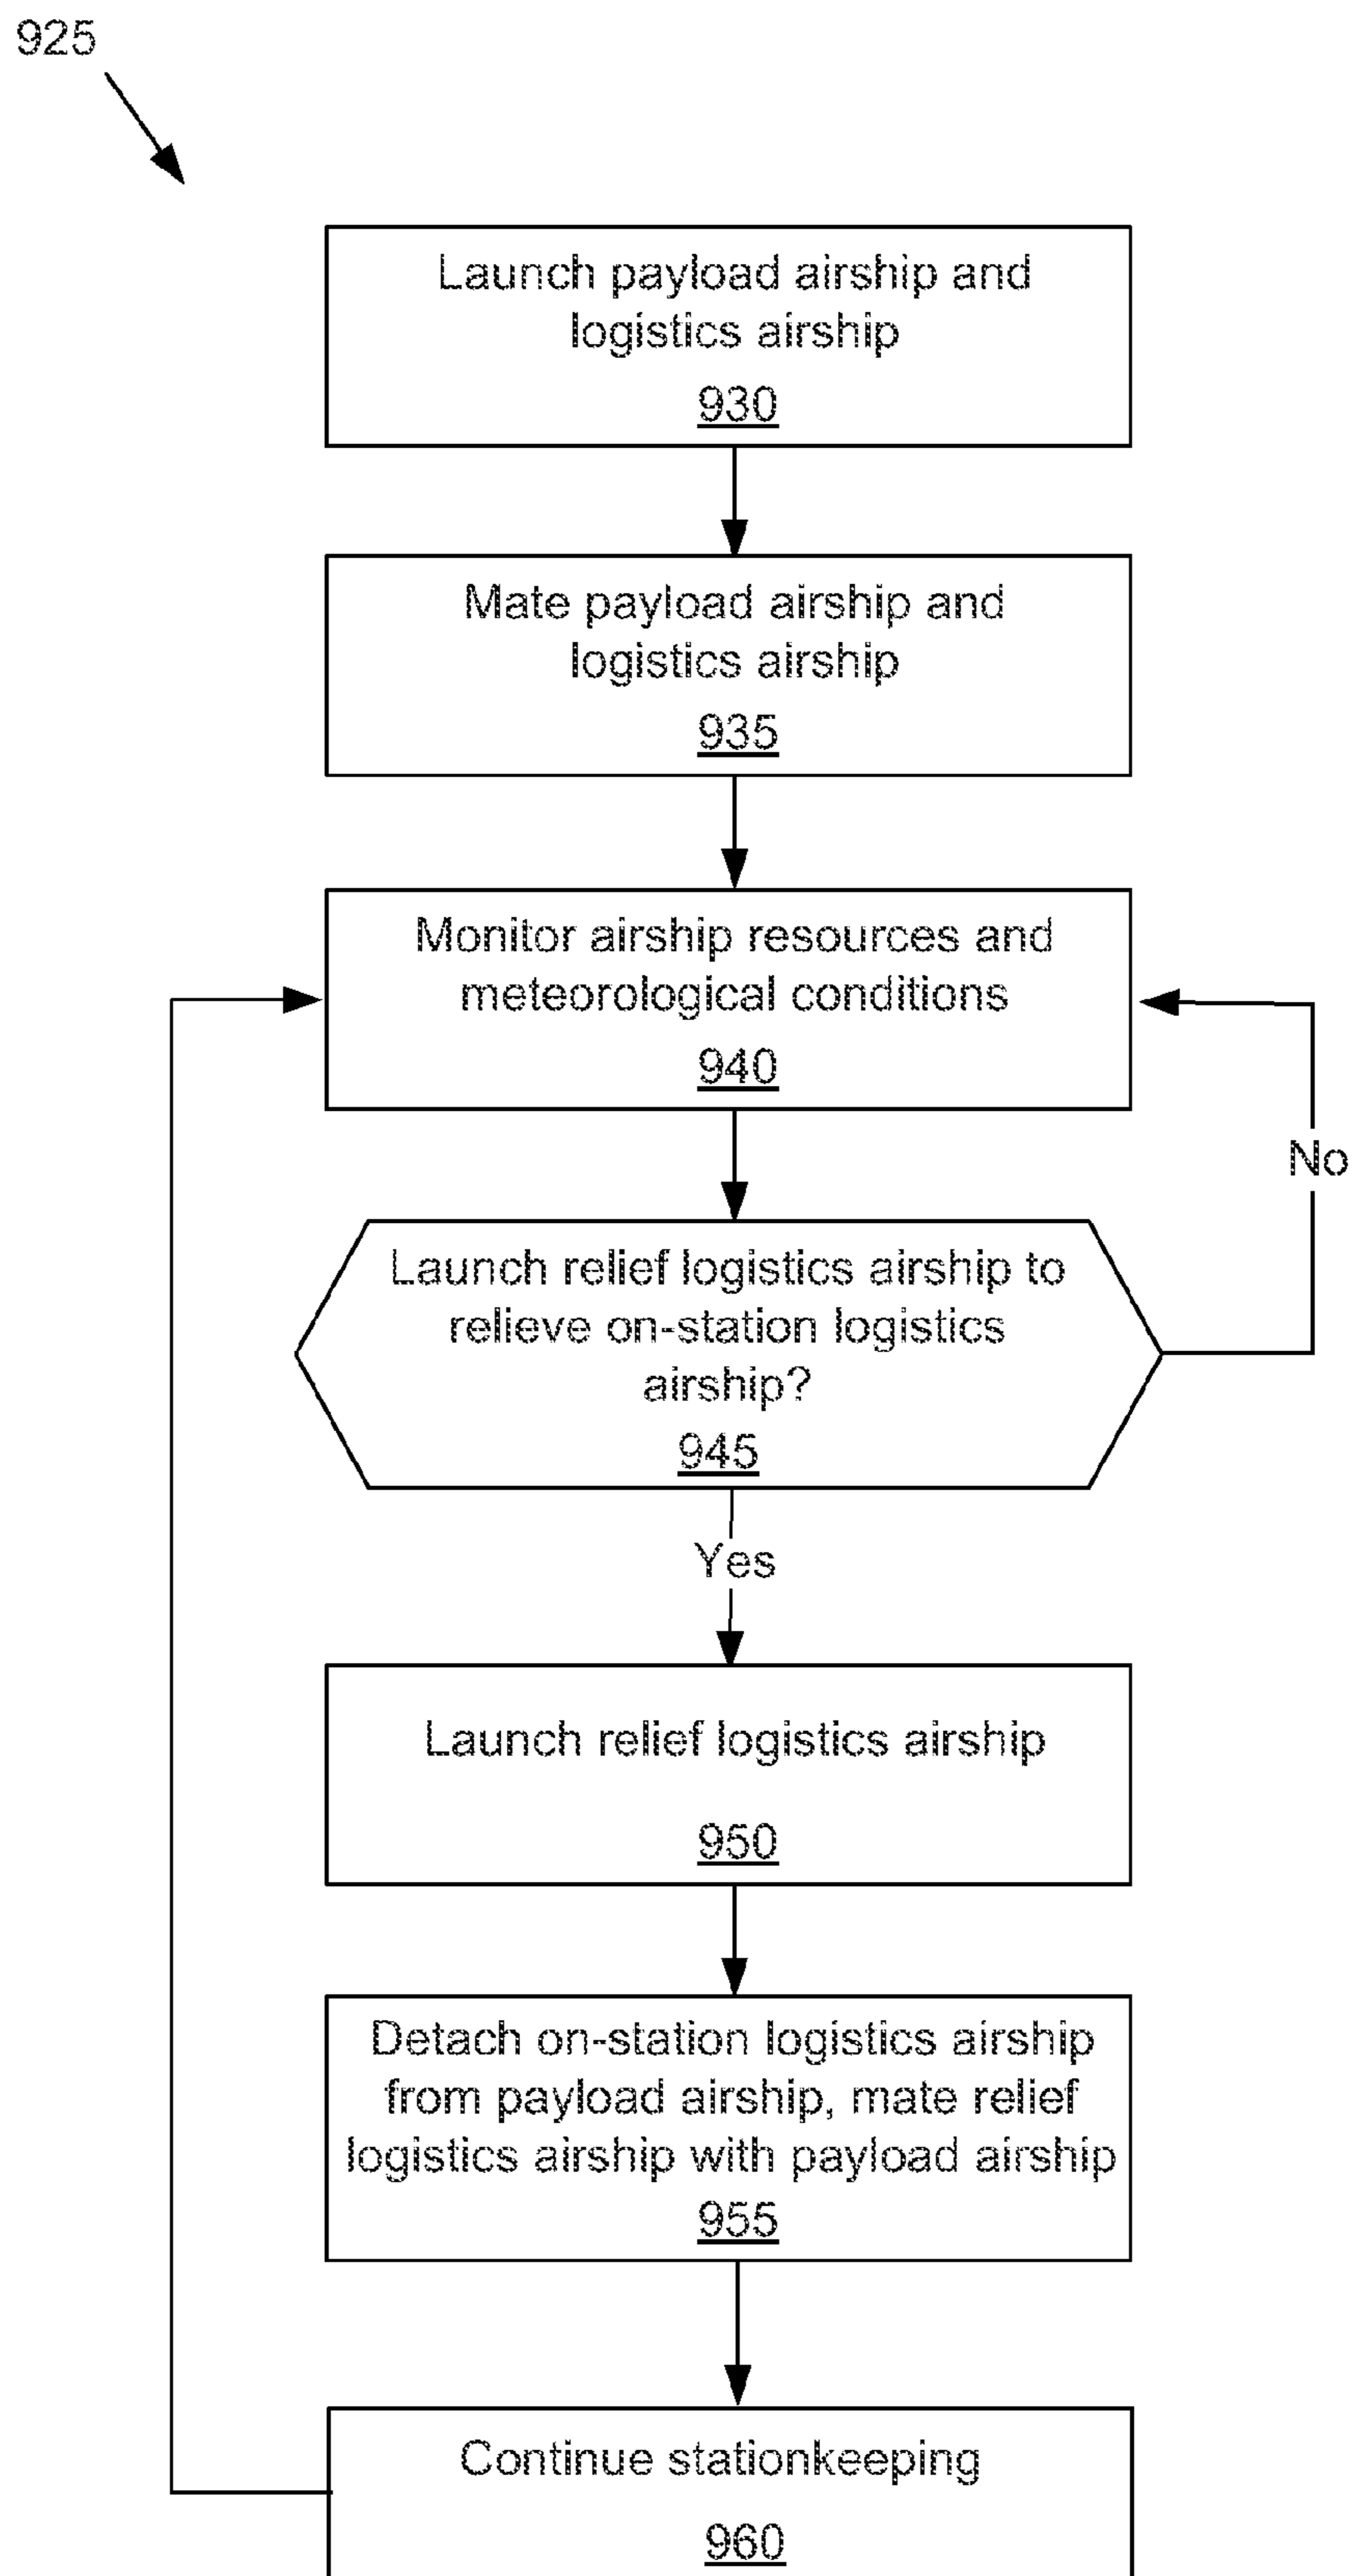 925
Launch payload airship and
logistics airship
930
Mate payload airship and
logistics airship
935
Monitor airship resources and
meteorological conditions
940
No
Launch relief logistics airship to
relieve on-station logistics
airship?
945
Yes
Launch relief logistics airship
950
Detach on-station logistics airship
from payload airship, mate relief
logistics airship with payload airship
955
Continue stationkeeping
960